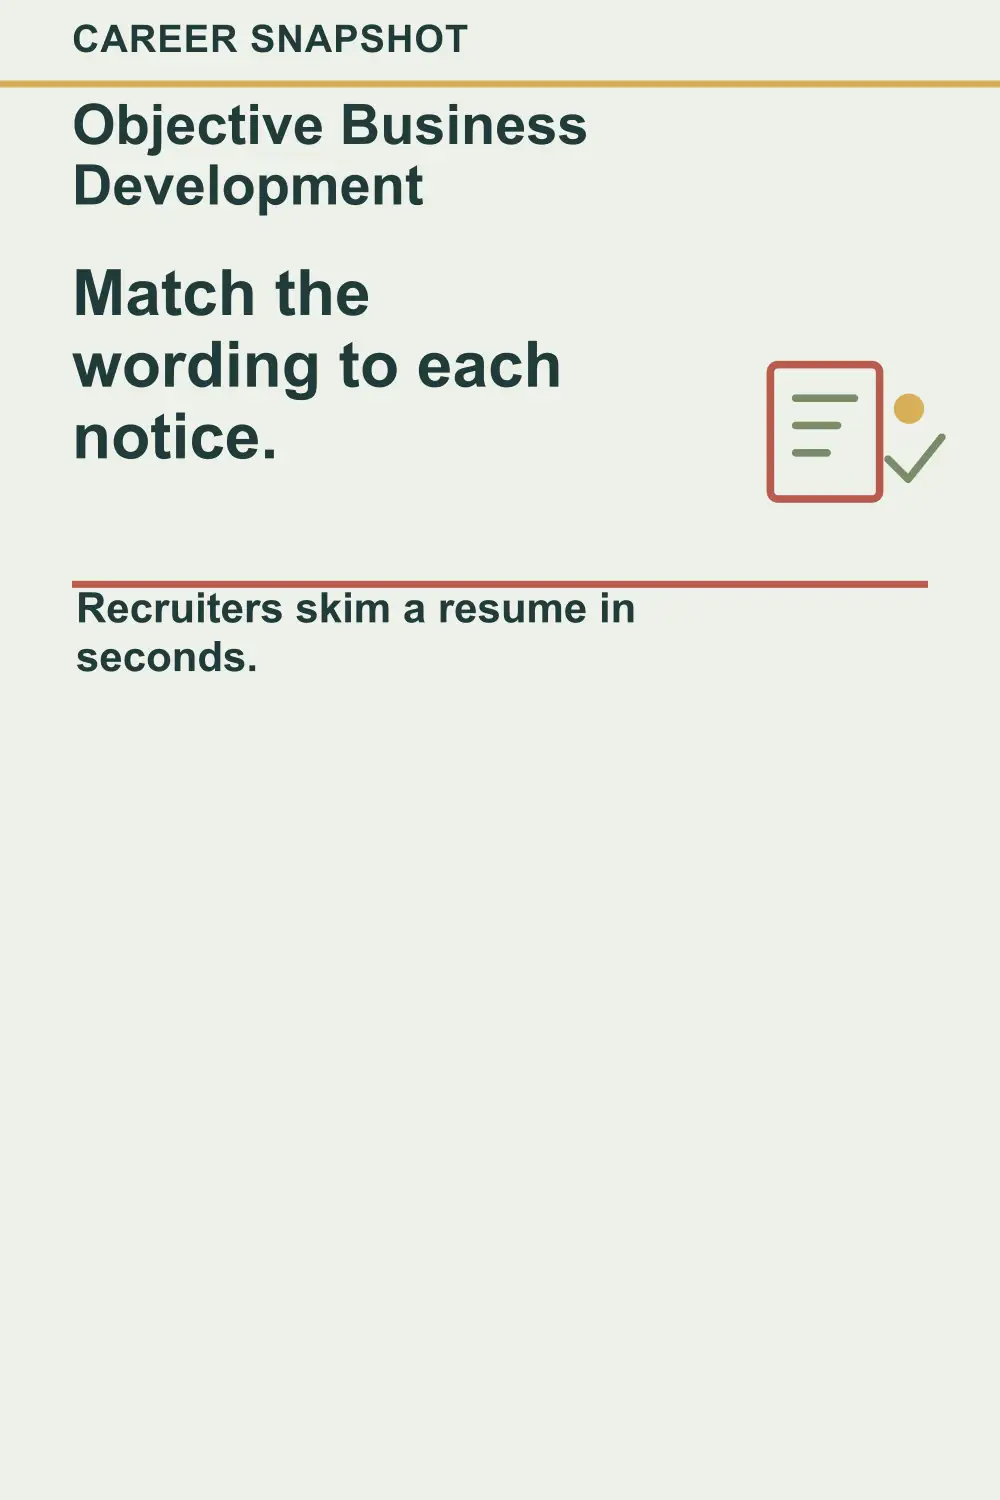 CAREER SNAPSHOT
Objective Business
Development
Match the
wording to each
notice.
Recruiters skim a resume in
seconds.